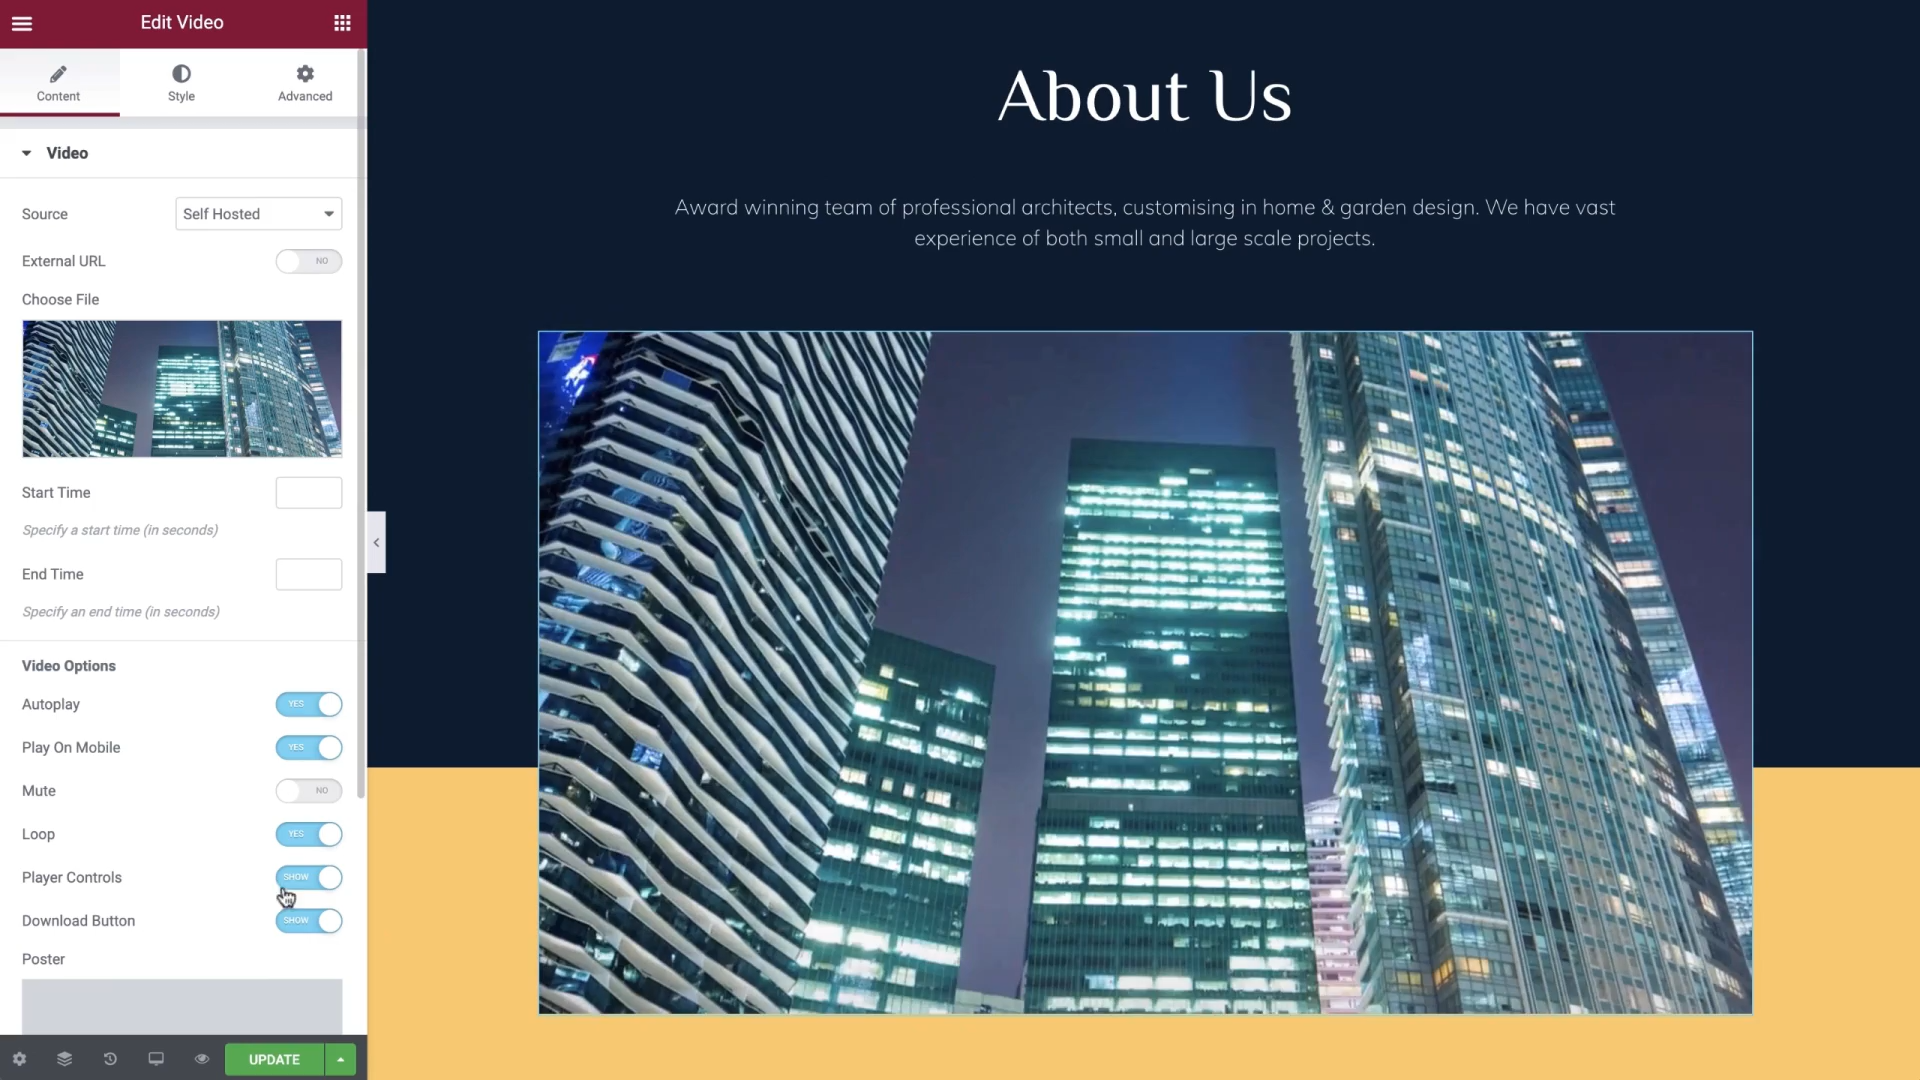 Edit Video
Content
Style
Advanced
Video
Source
Self Hosted
External URL
NO
Choose File
Start Time
Specify a start time (in seconds)
End Time
Specify an end time (in seconds)
Video Options
Autoplay
YES
Play On Mobile
YES
Mute
NO
Loop
YES
Player Controls
SHOW
Download Button
SHOW
Poster
UPDATE
About Us
Award winning team of professional architects, customising in home & garden design. We have vast
experience of both small and large scale projects.